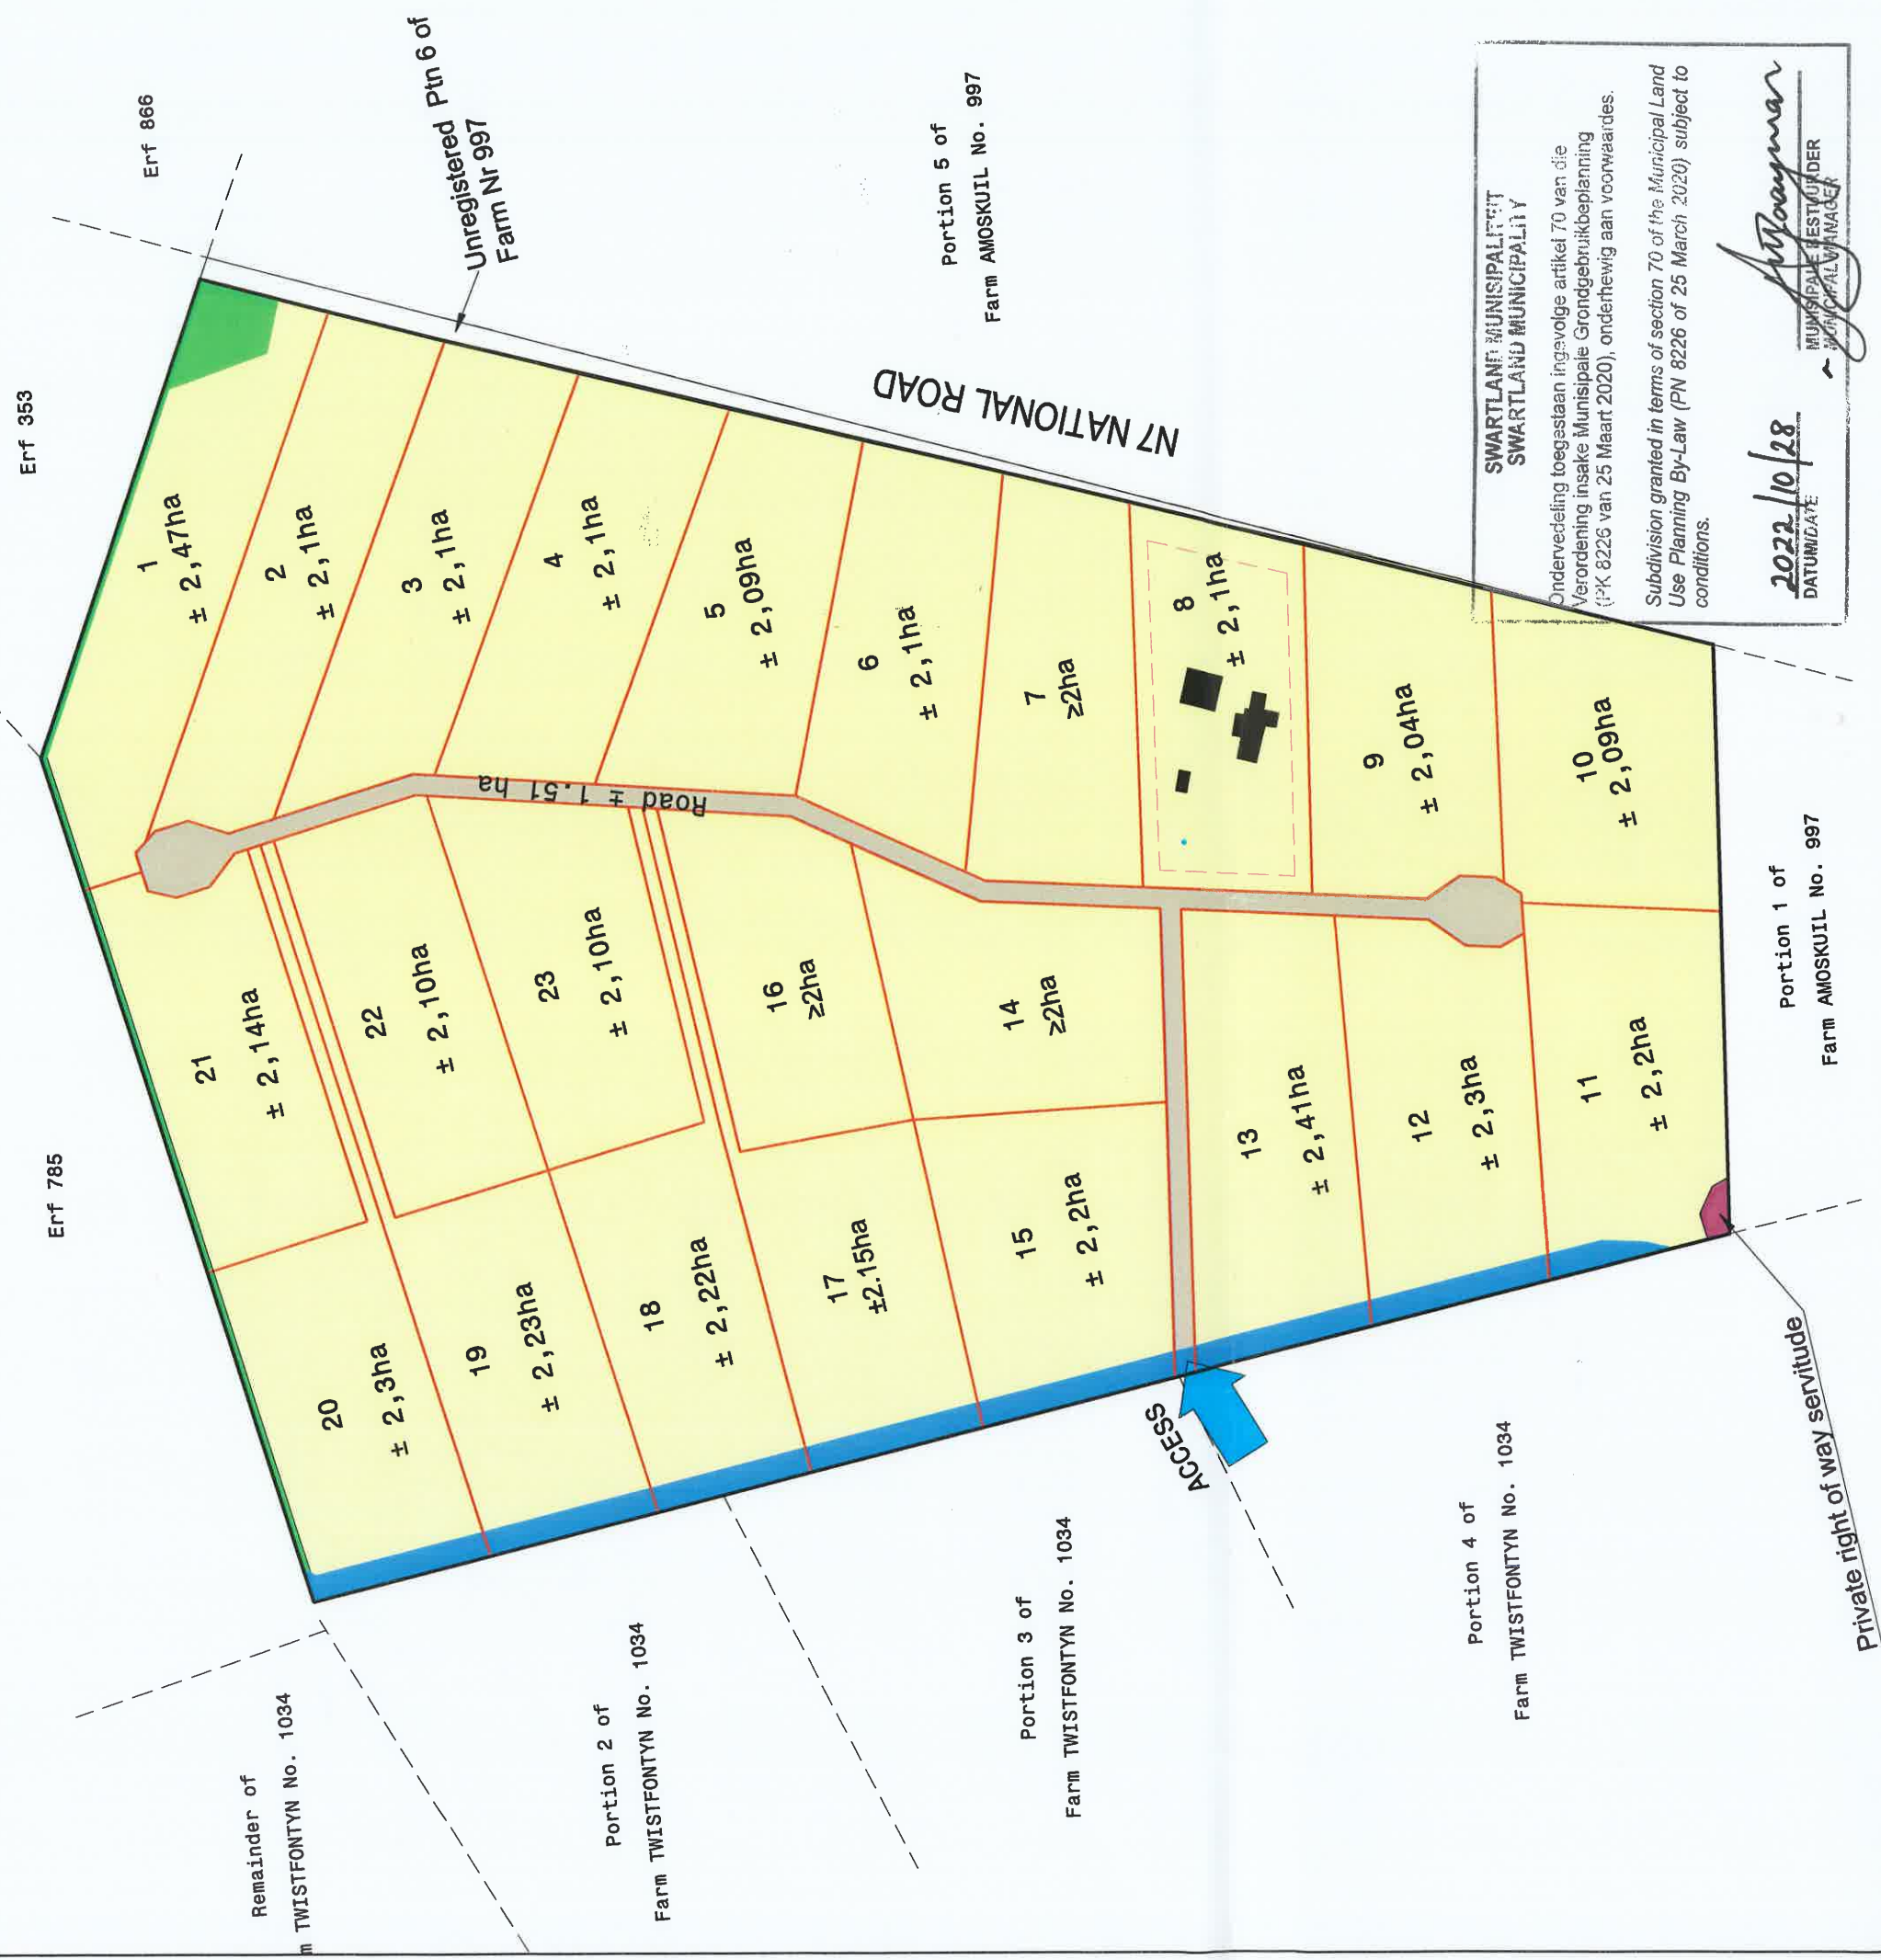 Erf 353
Erf 866
Erf 785
Unregistered Ptn 6 of
Farm Nr 997
Portion 5 of
Farm AMOSKUIL No. 997
N7 NATIONAL ROAD
1
± 2,47ha
2
± 2,1ha
3
± 2,1ha
4
± 2,1ha
5
± 2,09ha
6
± 2,1ha
7
≥2ha
8
± 2,1ha
9
± 2,04ha
10
± 2,09ha
Road ± 1.51 ha
21
± 2,14ha
22
± 2,10ha
23
± 2,10ha
16
≥2ha
14
≥2ha
13
± 2,41ha
12
± 2,3ha
11
± 2,2ha
20
± 2,3ha
19
± 2,23ha
18
± 2,22ha
17
±2.15ha
15
± 2,2ha
ACCESS
Portion 1 of
Farm AMOSKUIL No. 997
Remainder of
m TWISTFONTYN No. 1034
Portion 2 of
Farm TWISTFONTYN No. 1034
Portion 3 of
Farm TWISTFONTYN No. 1034
Portion 4 of
Farm TWISTFONTYN No. 1034
Private right of way servitude
SWARTLAND MUNISIPALITEIT
SWARTLAND MUNICIPALITY
Onderverdeling toegestaan ingevolge artikel 70 van die
Verordening insake Munisipale Grondgebruikbeplanning
(PK 8226 van 25 Maart 2020), onderhewig aan voorwaardes.
Subdivision granted in terms of section 70 of the Municipal Land
Use Planning By-Law (PN 8226 of 25 March 2020) subject to
conditions.
2022/10/28
DATUM/DATE
MUNISIPALE BESTUURDER
MUNICIPAL MANAGER